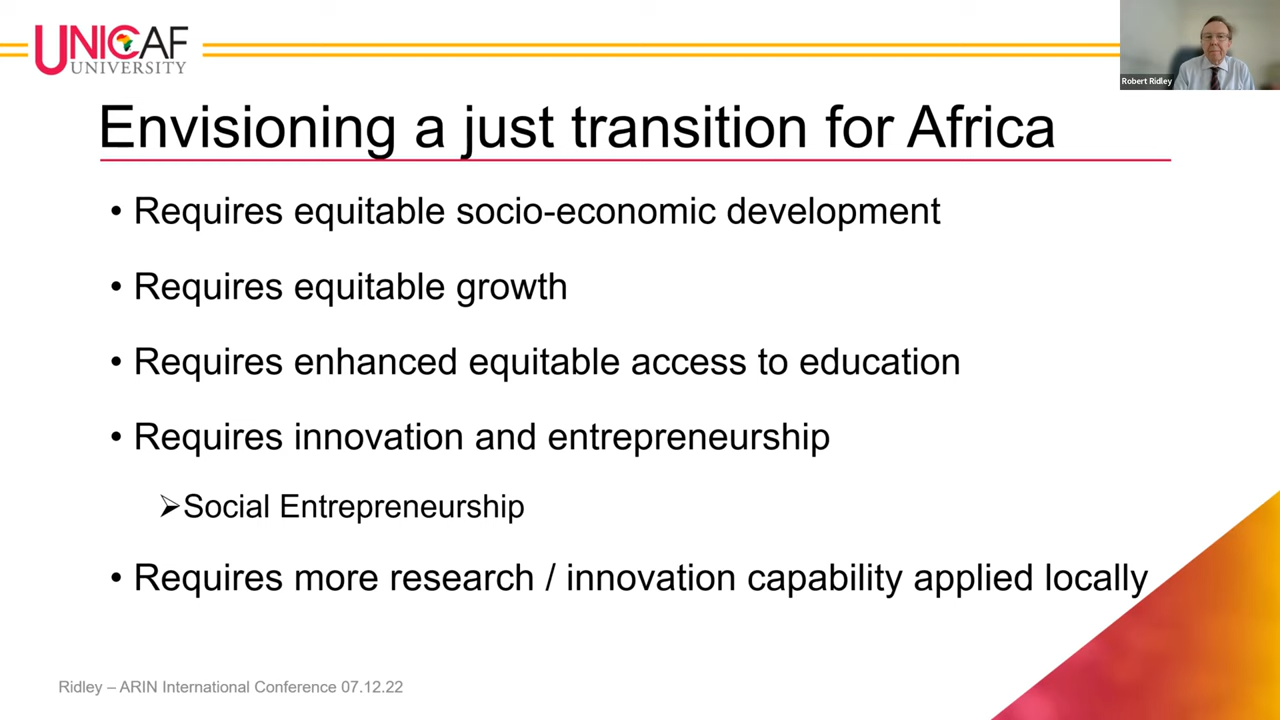 UNICAF
UNIVERSITY
Robert Ridley
Envisioning a just transition for Africa
• Requires equitable socio-economic development
• Requires equitable growth
• Requires enhanced equitable access to education
• Requires innovation and entrepreneurship
➢Social Entrepreneurship
• Requires more research / innovation capability applied locally
Ridley – ARIN International Conference 07.12.22